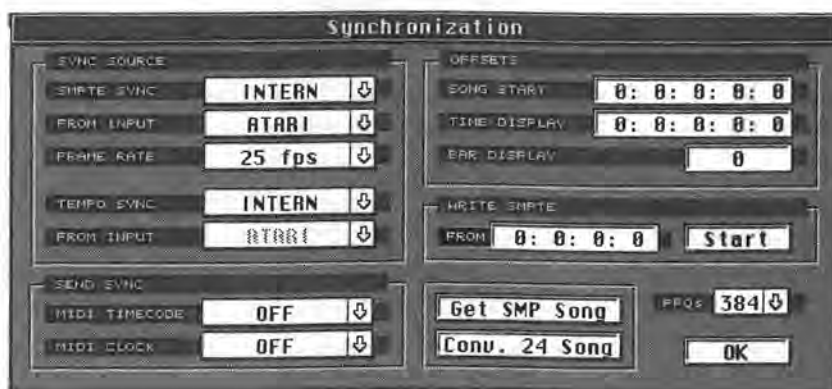 Synchronization
SYNC SOURCE
SMPTE SYNC INTERN
FROM INPUT ATARI
FRAME RATE 25 fps
TEMPO SYNC INTERN
FROM INPUT ATARI
SEND SYNC
MIDI TIMECODE OFF
MIDI CLOCK OFF
OFFSETS
SONG START 0: 0: 0: 0: 0
TIME DISPLAY 0: 0: 0: 0: 0
BAR DISPLAY 0
WRITE SMPTE
FROM 0: 0: 0: 0 Start
Get SMP Song
Conv. 24 Song
PPQs 384
OK